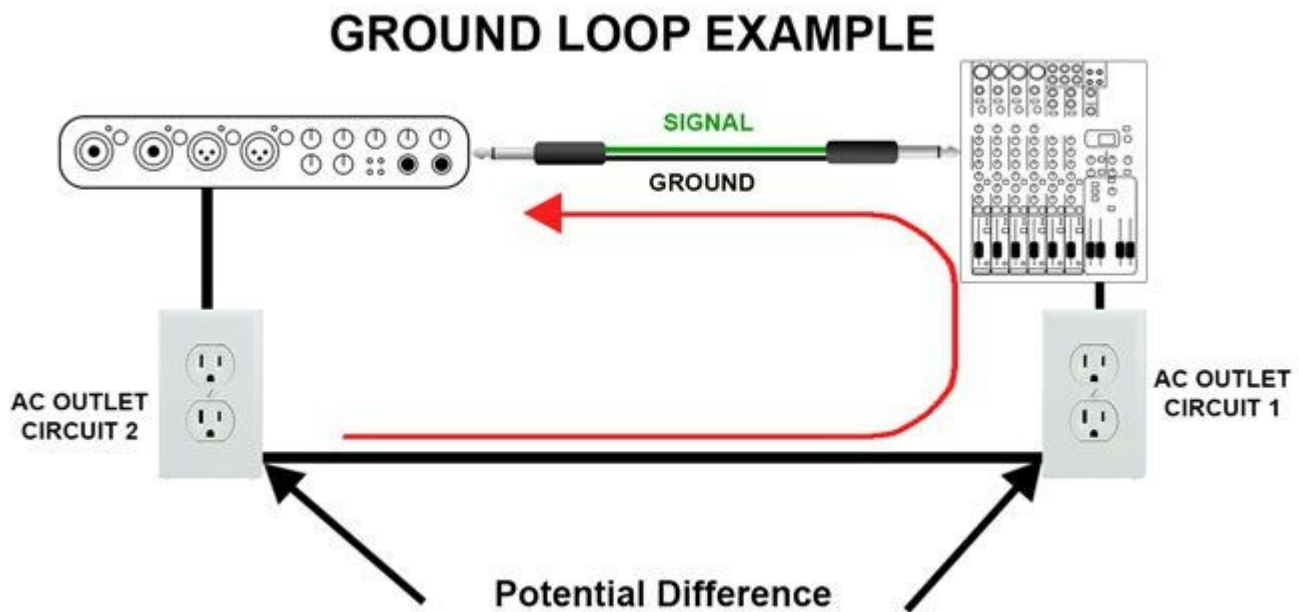 GROUND LOOP EXAMPLE
SIGNAL
GROUND
AC OUTLET
CIRCUIT 2
AC OUTLET
CIRCUIT 1
Potential Difference